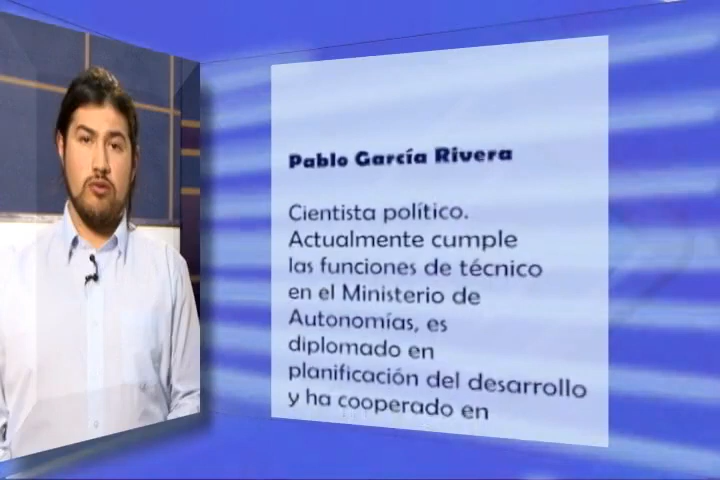 Pablo García Rivera
Cientista político.
Actualmente cumple
las funciones de técnico
en el Ministerio de
Autonomías, es
diplomado en
planificación del desarrollo
y ha cooperado en